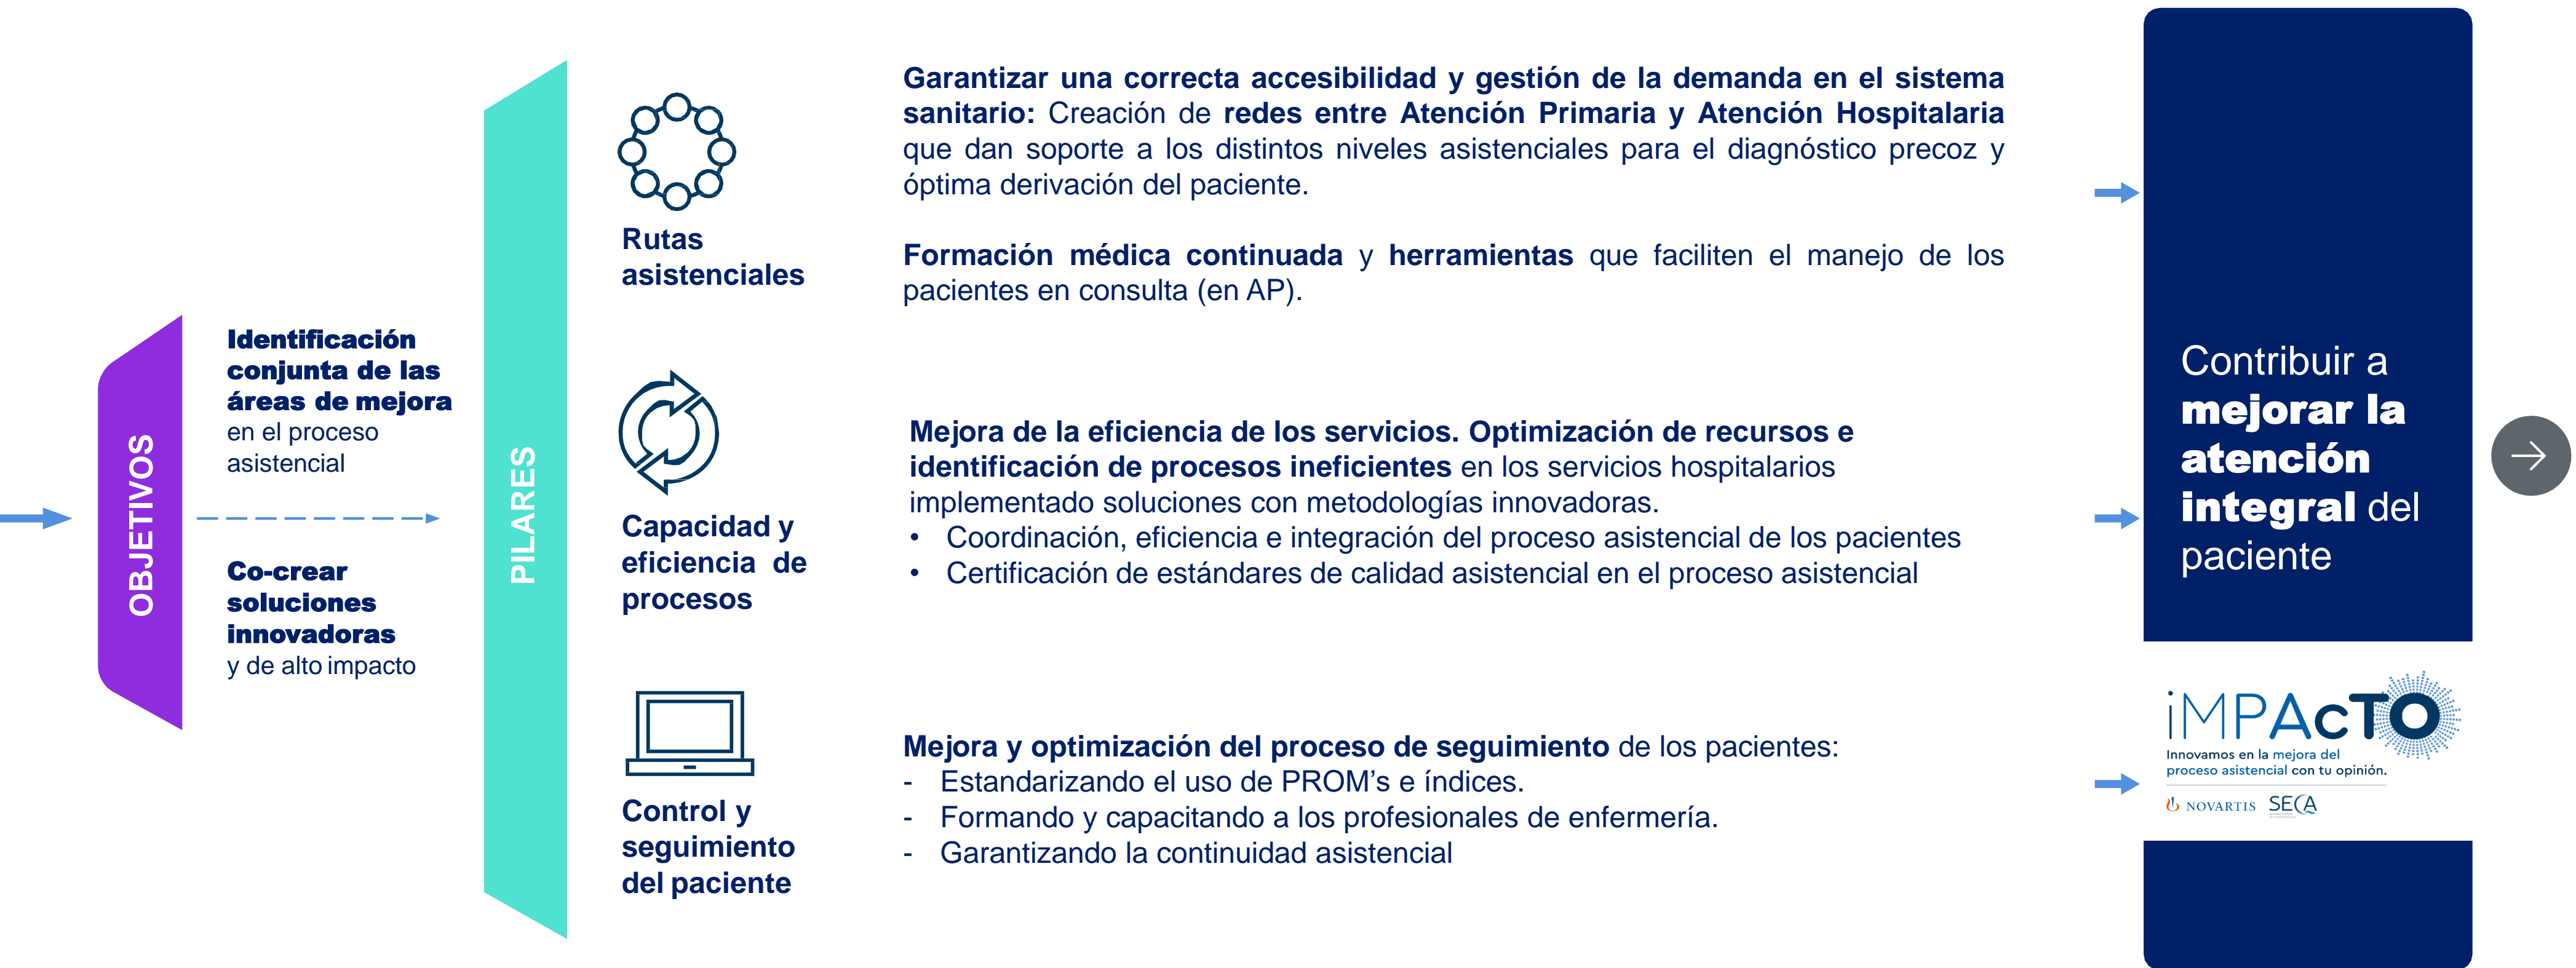 OBJETIVOS
Identificación
conjunta de las
áreas de mejora
en el proceso
asistencial
Co-crear
soluciones
innovadoras
y de alto impacto
PILARES
Rutas
asistenciales
Garantizar una correcta accesibilidad y gestión de la demanda en el sistema
sanitario: Creación de redes entre Atención Primaria y Atención Hospitalaria
que dan soporte a los distintos niveles asistenciales para el diagnóstico precoz y
óptima derivación del paciente.
Formación médica continuada y herramientas que faciliten el manejo de los
pacientes en consulta (en AP).
Capacidad y
eficiencia de
procesos
Mejora de la eficiencia de los servicios. Optimización de recursos e
identificación de procesos ineficientes en los servicios hospitalarios
implementado soluciones con metodologías innovadoras.
• Coordinación, eficiencia e integración del proceso asistencial de los pacientes
• Certificación de estándares de calidad asistencial en el proceso asistencial
Control y
seguimiento
del paciente
Mejora y optimización del proceso de seguimiento de los pacientes:
- Estandarizando el uso de PROM’s e índices.
- Formando y capacitando a los profesionales de enfermería.
- Garantizando la continuidad asistencial
Contribuir a
mejorar la
atención
integral del
paciente
iMPAcTO
Innovamos en la mejora del
proceso asistencial con tu opinión.
NOVARTIS SECA